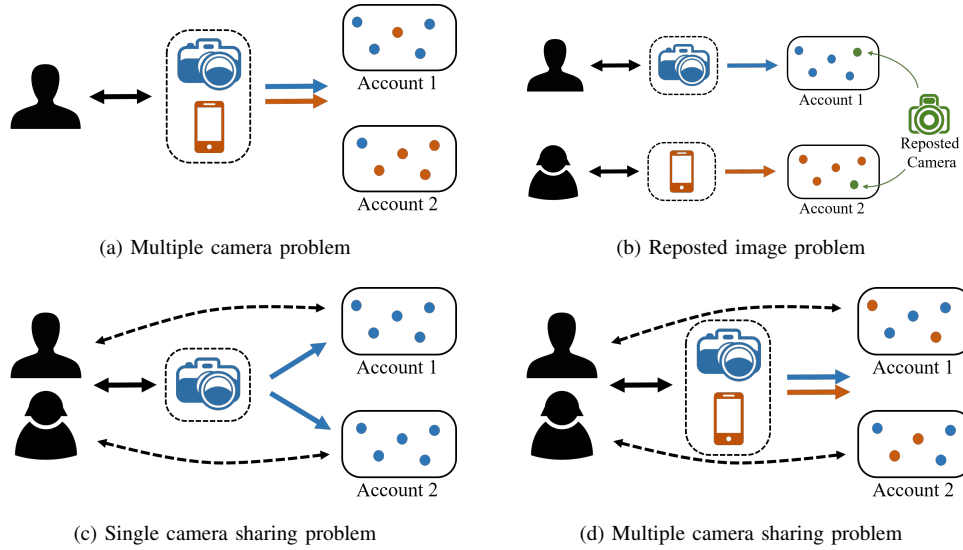 Account 1
Account 2
(a) Multiple camera problem
Account 1
Reposted
Camera
Account 2
(b) Reposted image problem
Account 1
Account 2
(c) Single camera sharing problem
Account 1
Account 2
(d) Multiple camera sharing problem